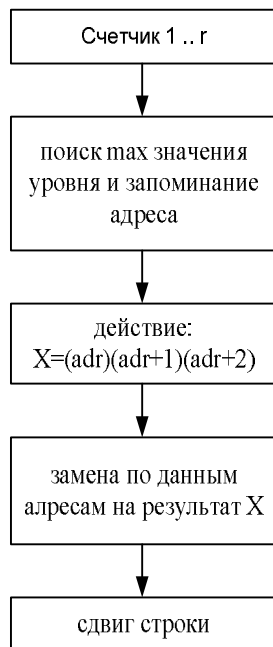 Счетчик 1 .. r
поиск max значения
уровня и запоминание
адреса
действие:
X=(adr)(adr+1)(adr+2)
замена по данным
алресам на результат X
сдвиг строки